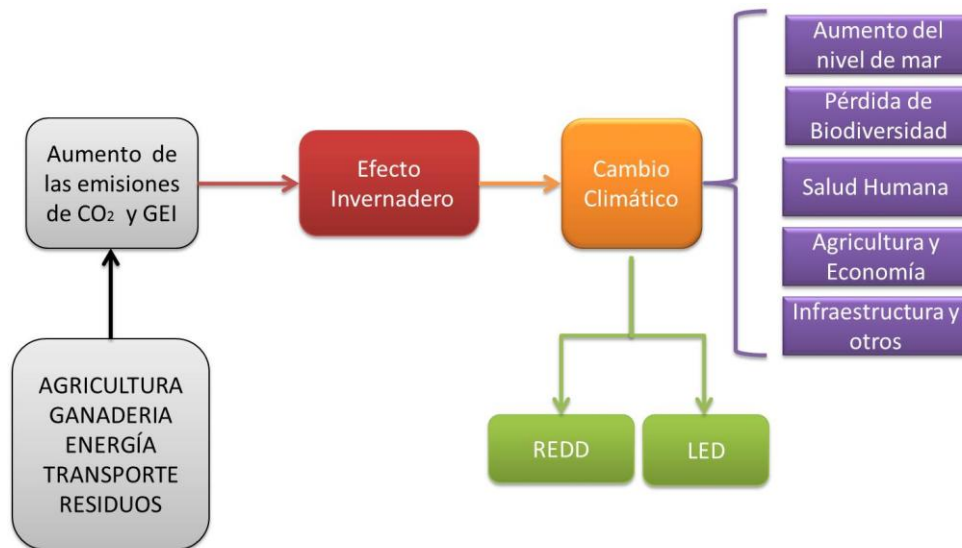 Aumento de
las emisiones
de CO₂ y GEI
AGRICULTURA
GANADERIA
ENERGÍA
TRANSPORTE
RESIDUOS
Efecto
Invernadero
Cambio
Climático
REDD
LED
Aumento del
nivel de mar
Pérdida de
Biodiversidad
Salud Humana
Agricultura y
Economía
Infraestructura y
otros